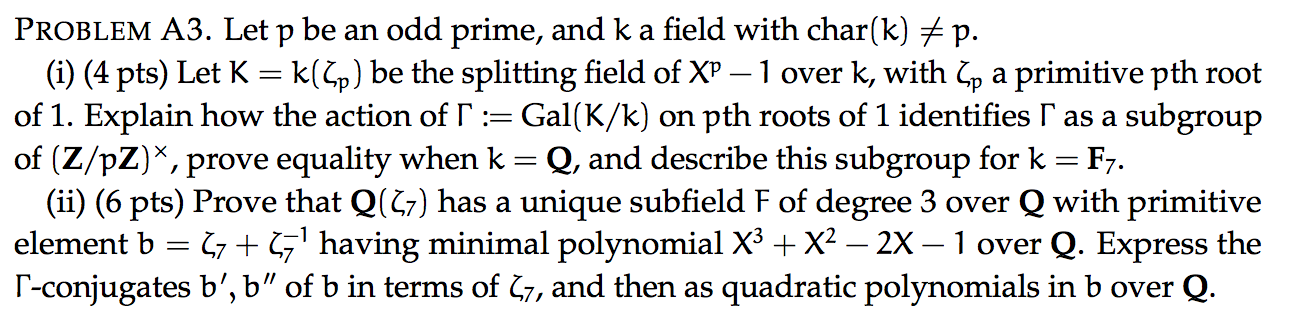 PROBLEM A3. Let p be an odd prime, and k a field with char(k) ≠ p.
(i) (4 pts) Let K = k(ζₚ) be the splitting field of Xᵖ − 1 over k, with ζₚ a primitive pth root
of 1. Explain how the action of Γ := Gal(K/k) on pth roots of 1 identifies Γ as a subgroup
of (Z/pZ)×, prove equality when k = Q, and describe this subgroup for k = F₇.
(ii) (6 pts) Prove that Q(ζ₇) has a unique subfield F of degree 3 over Q with primitive
element b = ζ₇ + ζ₇⁻¹ having minimal polynomial X³ + X² − 2X − 1 over Q. Express the
Γ-conjugates b′, b″ of b in terms of ζ₇, and then as quadratic polynomials in b over Q.